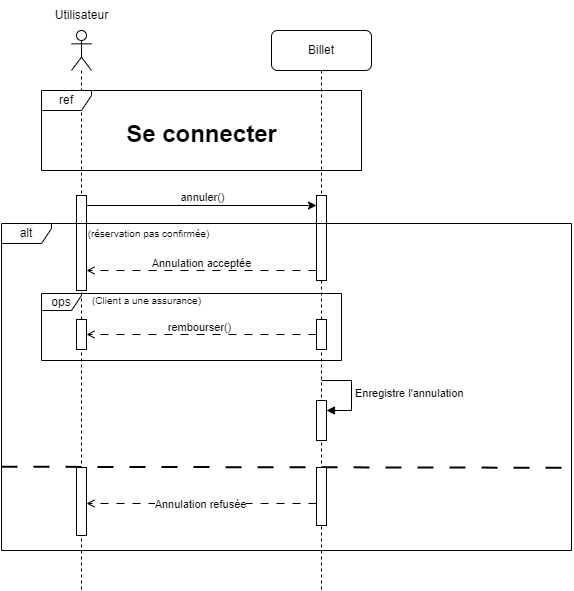 Utilisateur
Billet
ref
Se connecter
annuler()
alt
(réservation pas confirmée)
Annulation acceptée
ops
(Client a une assurance)
rembourser()
Enregistre l'annulation
Annulation refusée